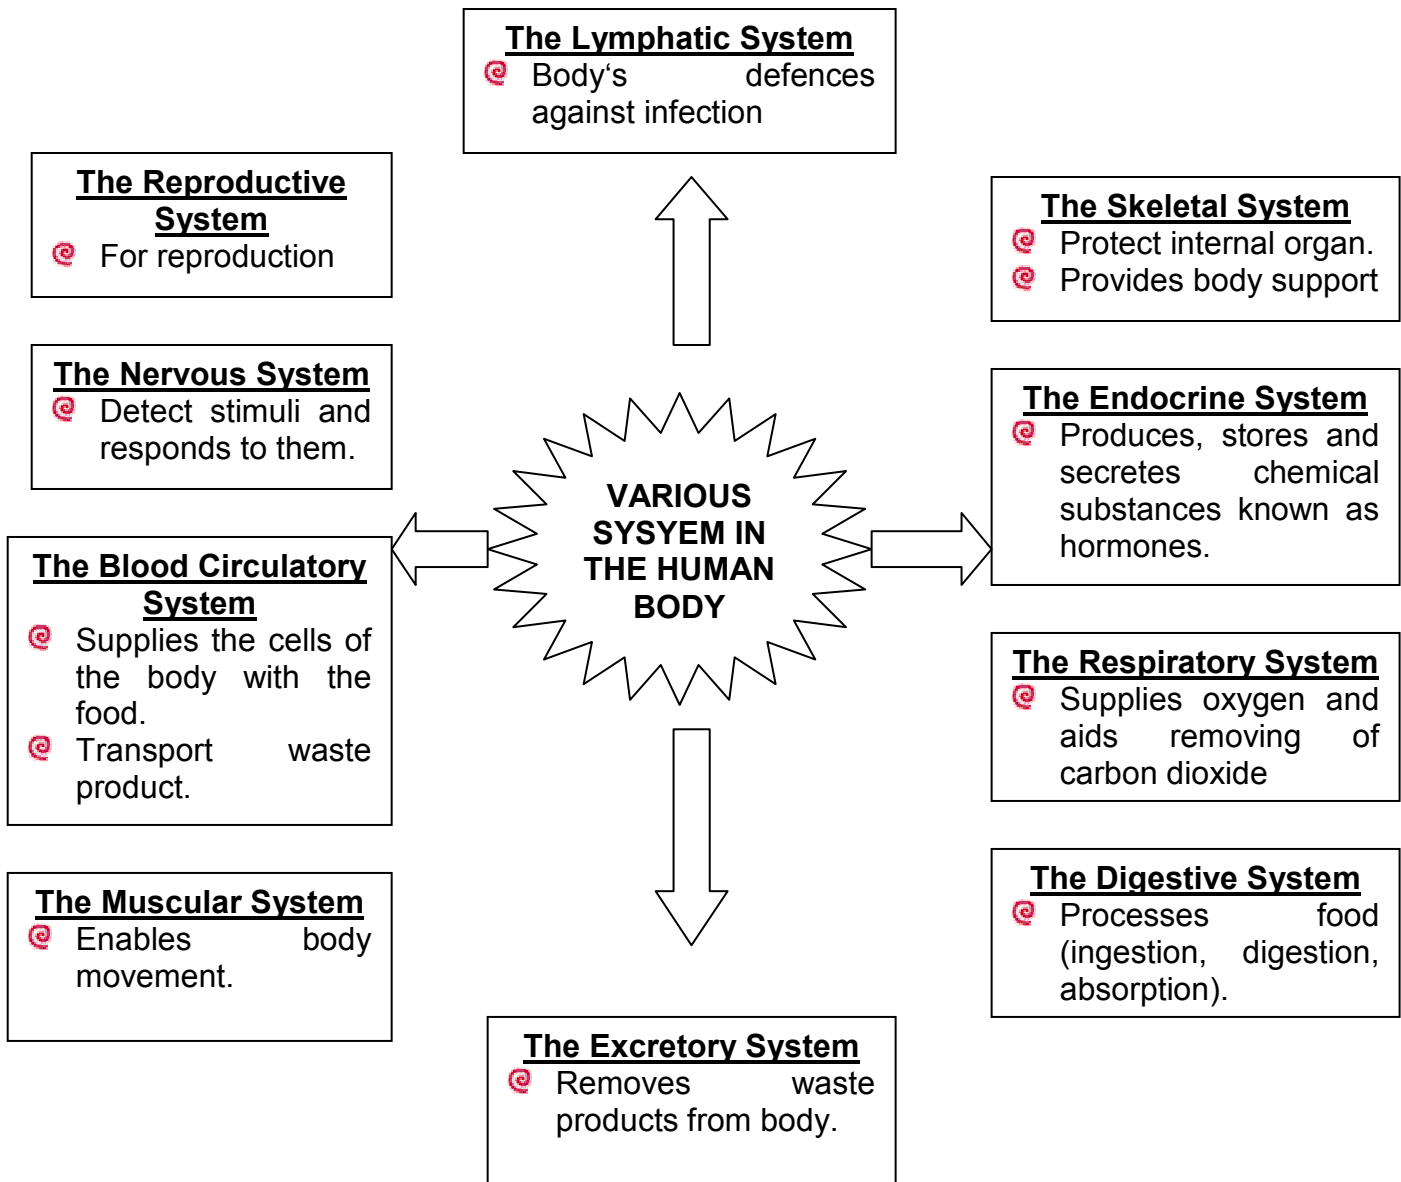 The Lymphatic System
Body‘s defences
against infection
The Reproductive
System
For reproduction
The Skeletal System
Protect internal organ.
Provides body support
The Nervous System
Detect stimuli and
responds to them.
The Endocrine System
Produces, stores and
secretes chemical
substances known as
hormones.
VARIOUS
SYSYEM IN
THE HUMAN
BODY
The Blood Circulatory
System
Supplies the cells of
the body with the
food.
Transport waste
product.
The Respiratory System
Supplies oxygen and
aids removing of
carbon dioxide
The Muscular System
Enables body
movement.
The Digestive System
Processes food
(ingestion, digestion,
absorption).
The Excretory System
Removes waste
products from body.